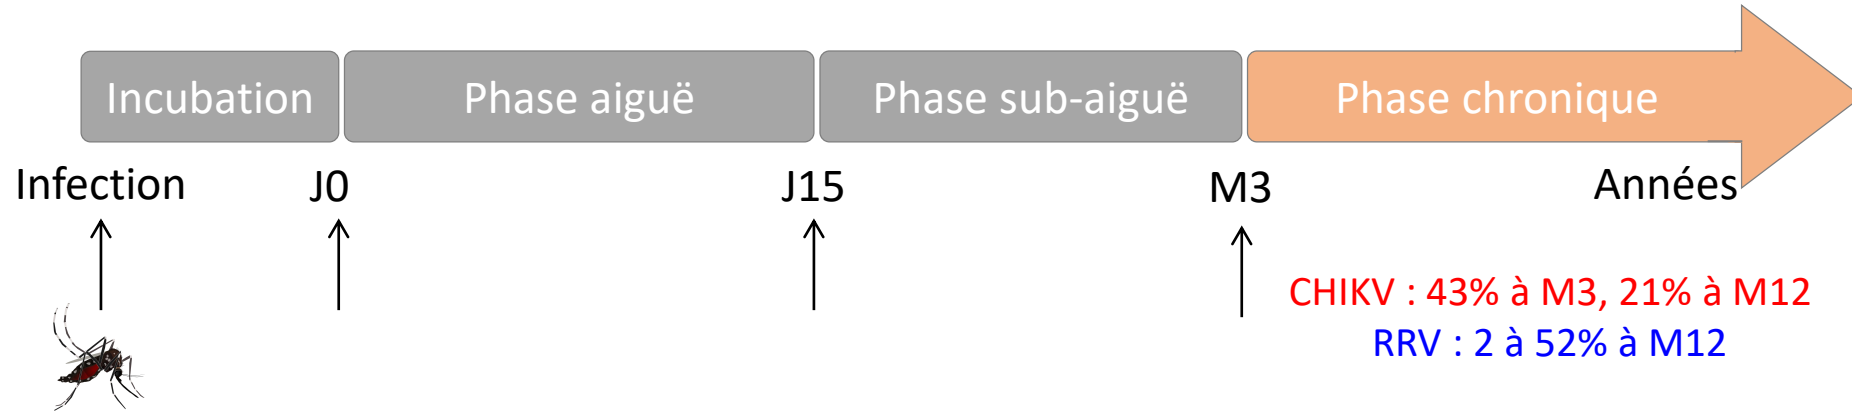 Incubation
Phase aiguë
Phase sub-aiguë
Phase chronique
Infection
J0
J15
M3
Années
CHIKV : 43% à M3, 21% à M12
RRV : 2 à 52% à M12